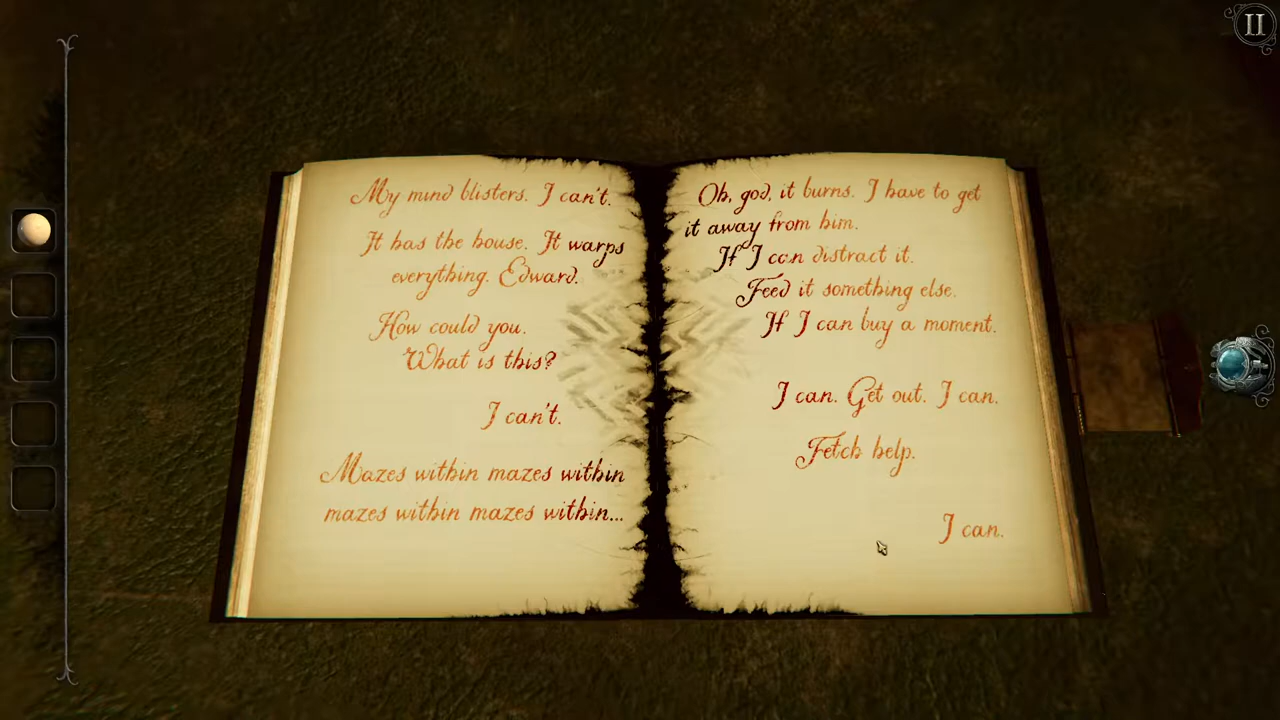 My mind blisters. I can't.
It has the house. It warps
everything. Edward.
How could you.
What is this?
I can't.
Mazes within mazes within
mazes within mazes within...
Oh, god, it burns. I have to get
it away from him.
If I can distract it.
Feed it something else.
If I can buy a moment.
I can. Get out. I can.
Fetch help.
I can.
II